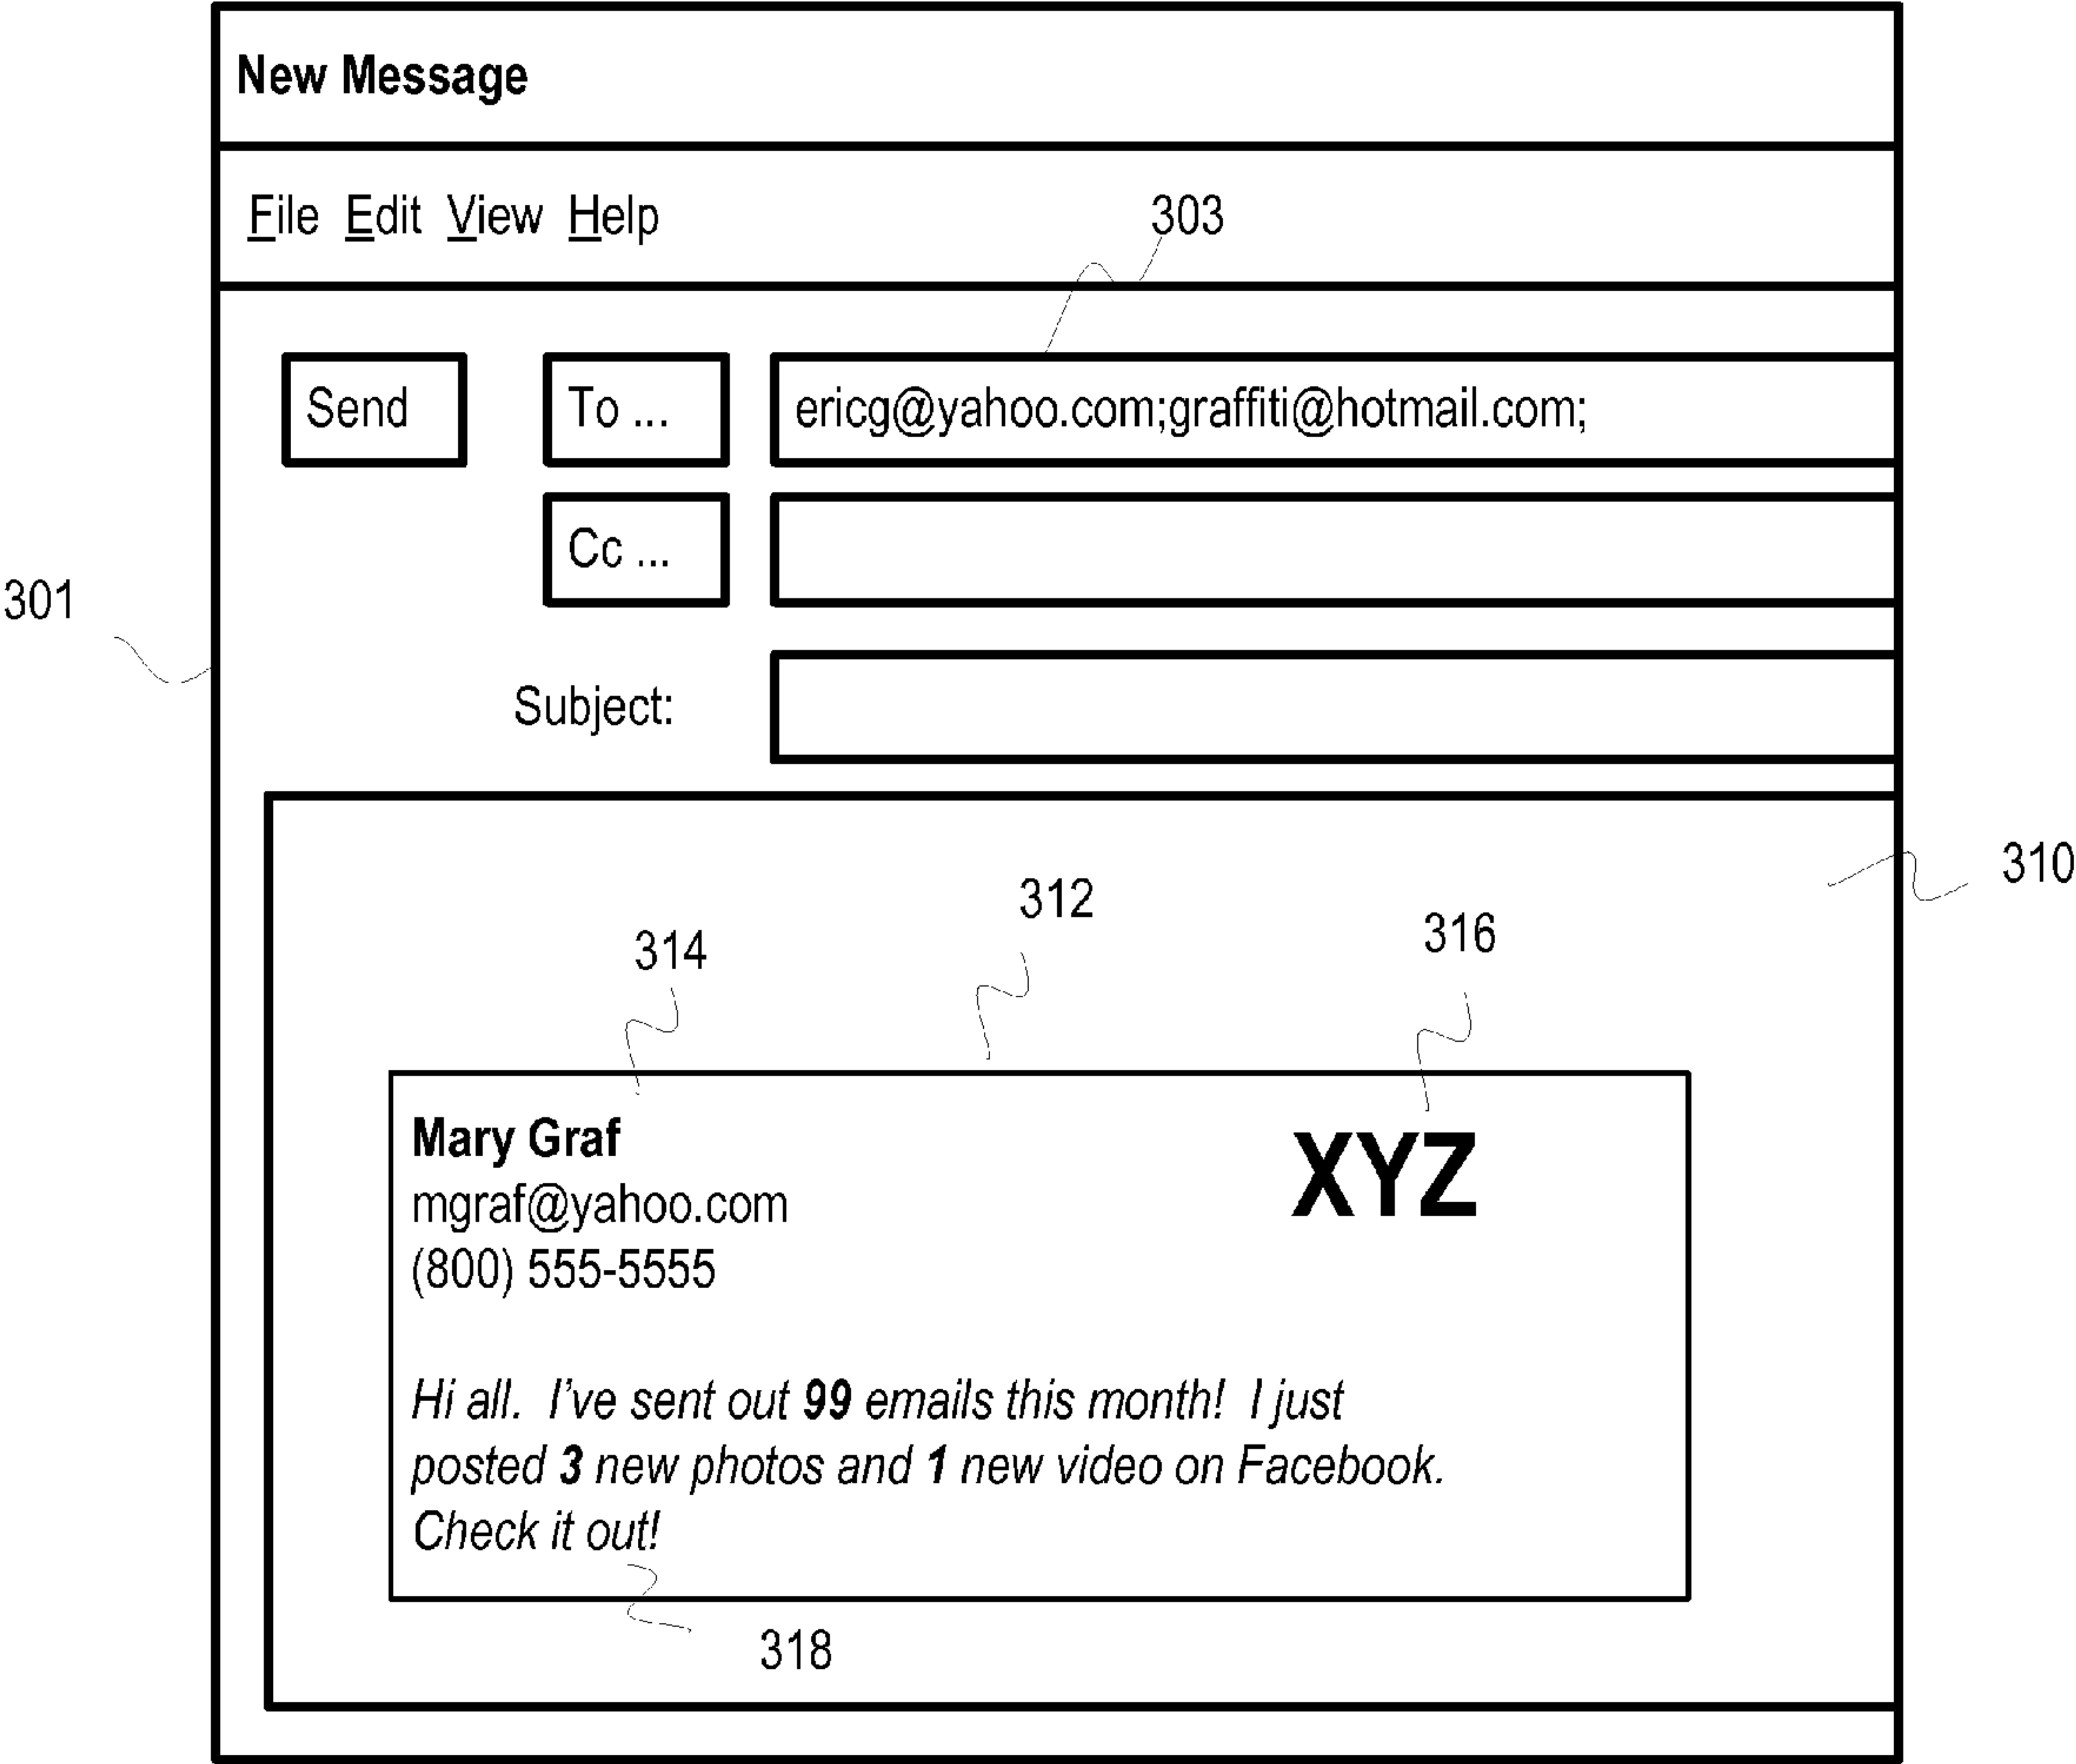 New Message
File Edit View Help
303
Send To ... ericg@yahoo.com;graffiti@hotmail.com;
Cc ...
301
Subject:
310
312
316
314
Mary Graf
XYZ
mgraf@yahoo.com
(800) 555-5555
Hi all. I've sent out 99 emails this month! I just
posted 3 new photos and 1 new video on Facebook.
Check it out!
318